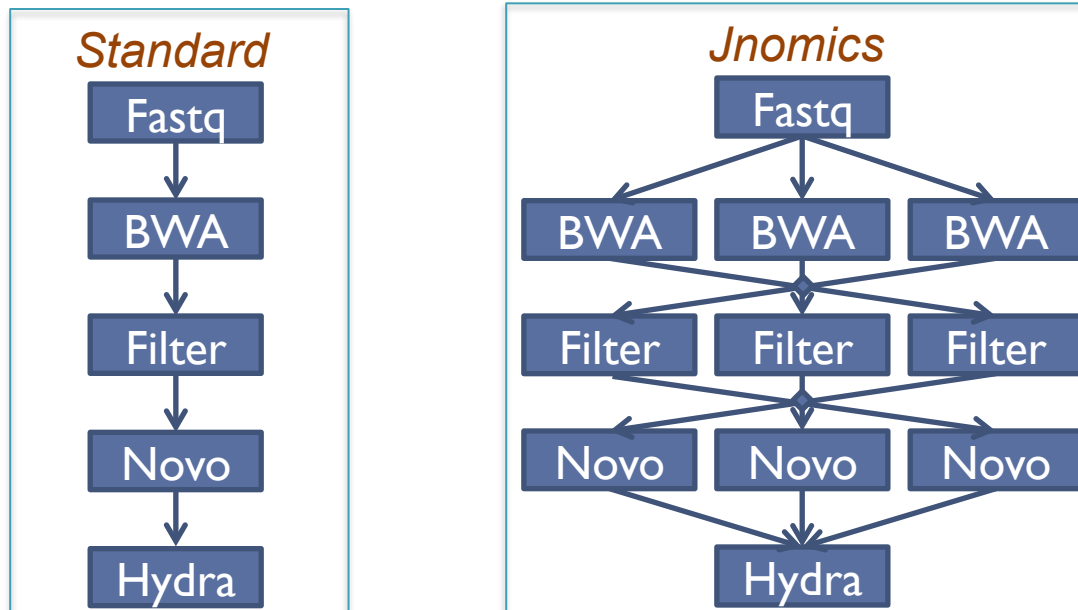 Standard
Fastq
BWA
Filter
Novo
Hydra
Jnomics
Fastq
BWA BWA BWA
Filter Filter Filter
Novo Novo Novo
Hydra